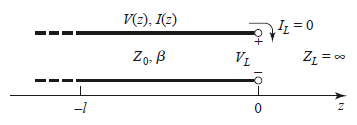 V(z), I(z)
I_L = 0
+
Z_0, β V_L Z_L = ∞
–
–l 0 z